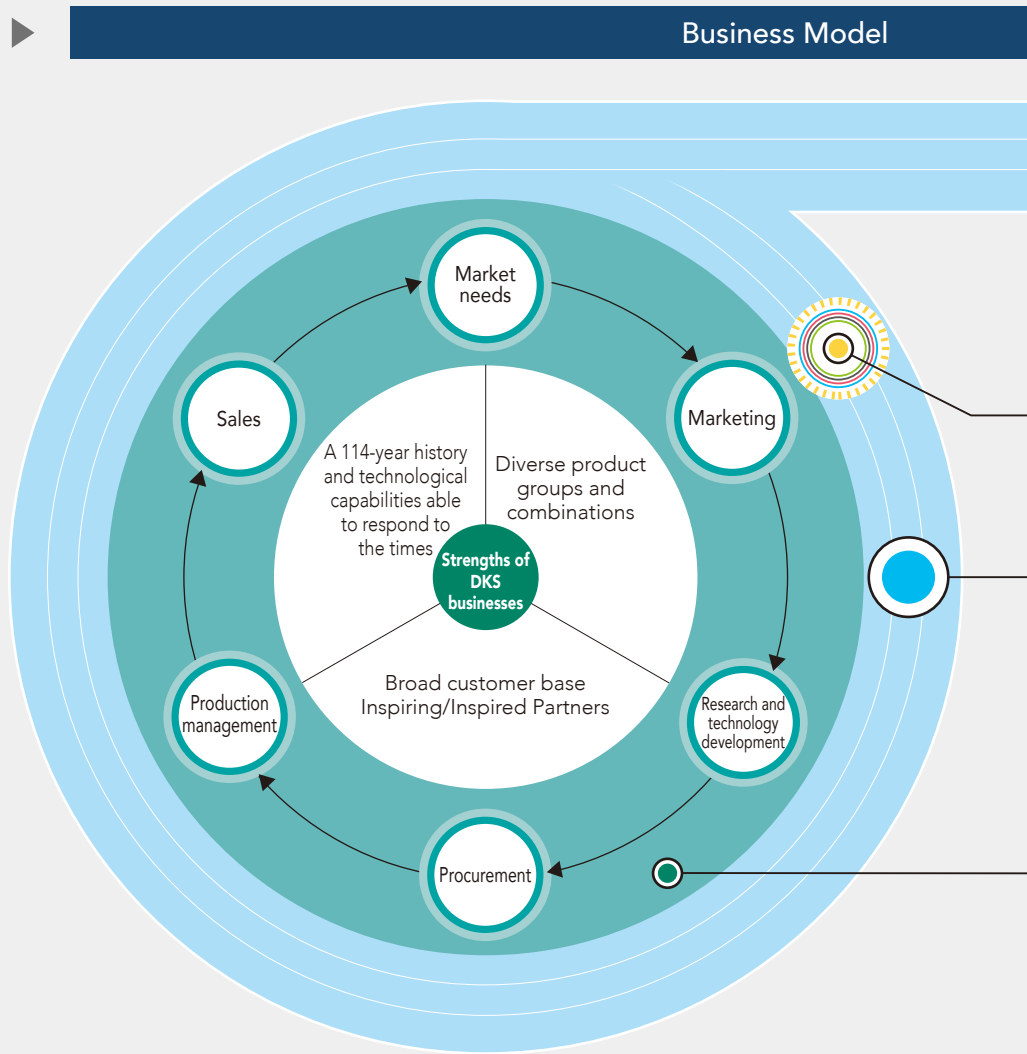 Business Model
Market
needs
Marketing
Research and
technology
development
Procurement
Production
management
Sales
A 114-year history
and technological
capabilities able
to respond to
the times
Diverse product
groups and
combinations
Strengths of
DKS
businesses
Broad customer base
Inspiring/Inspired Partners